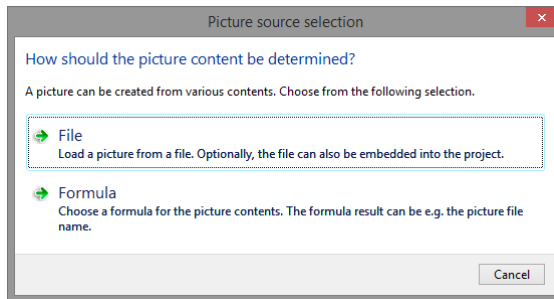 Picture source selection
How should the picture content be determined?
A picture can be created from various contents. Choose from the following selection.
File
Load a picture from a file. Optionally, the file can also be embedded into the project.
Formula
Choose a formula for the picture contents. The formula result can be e.g. the picture file
name.
Cancel